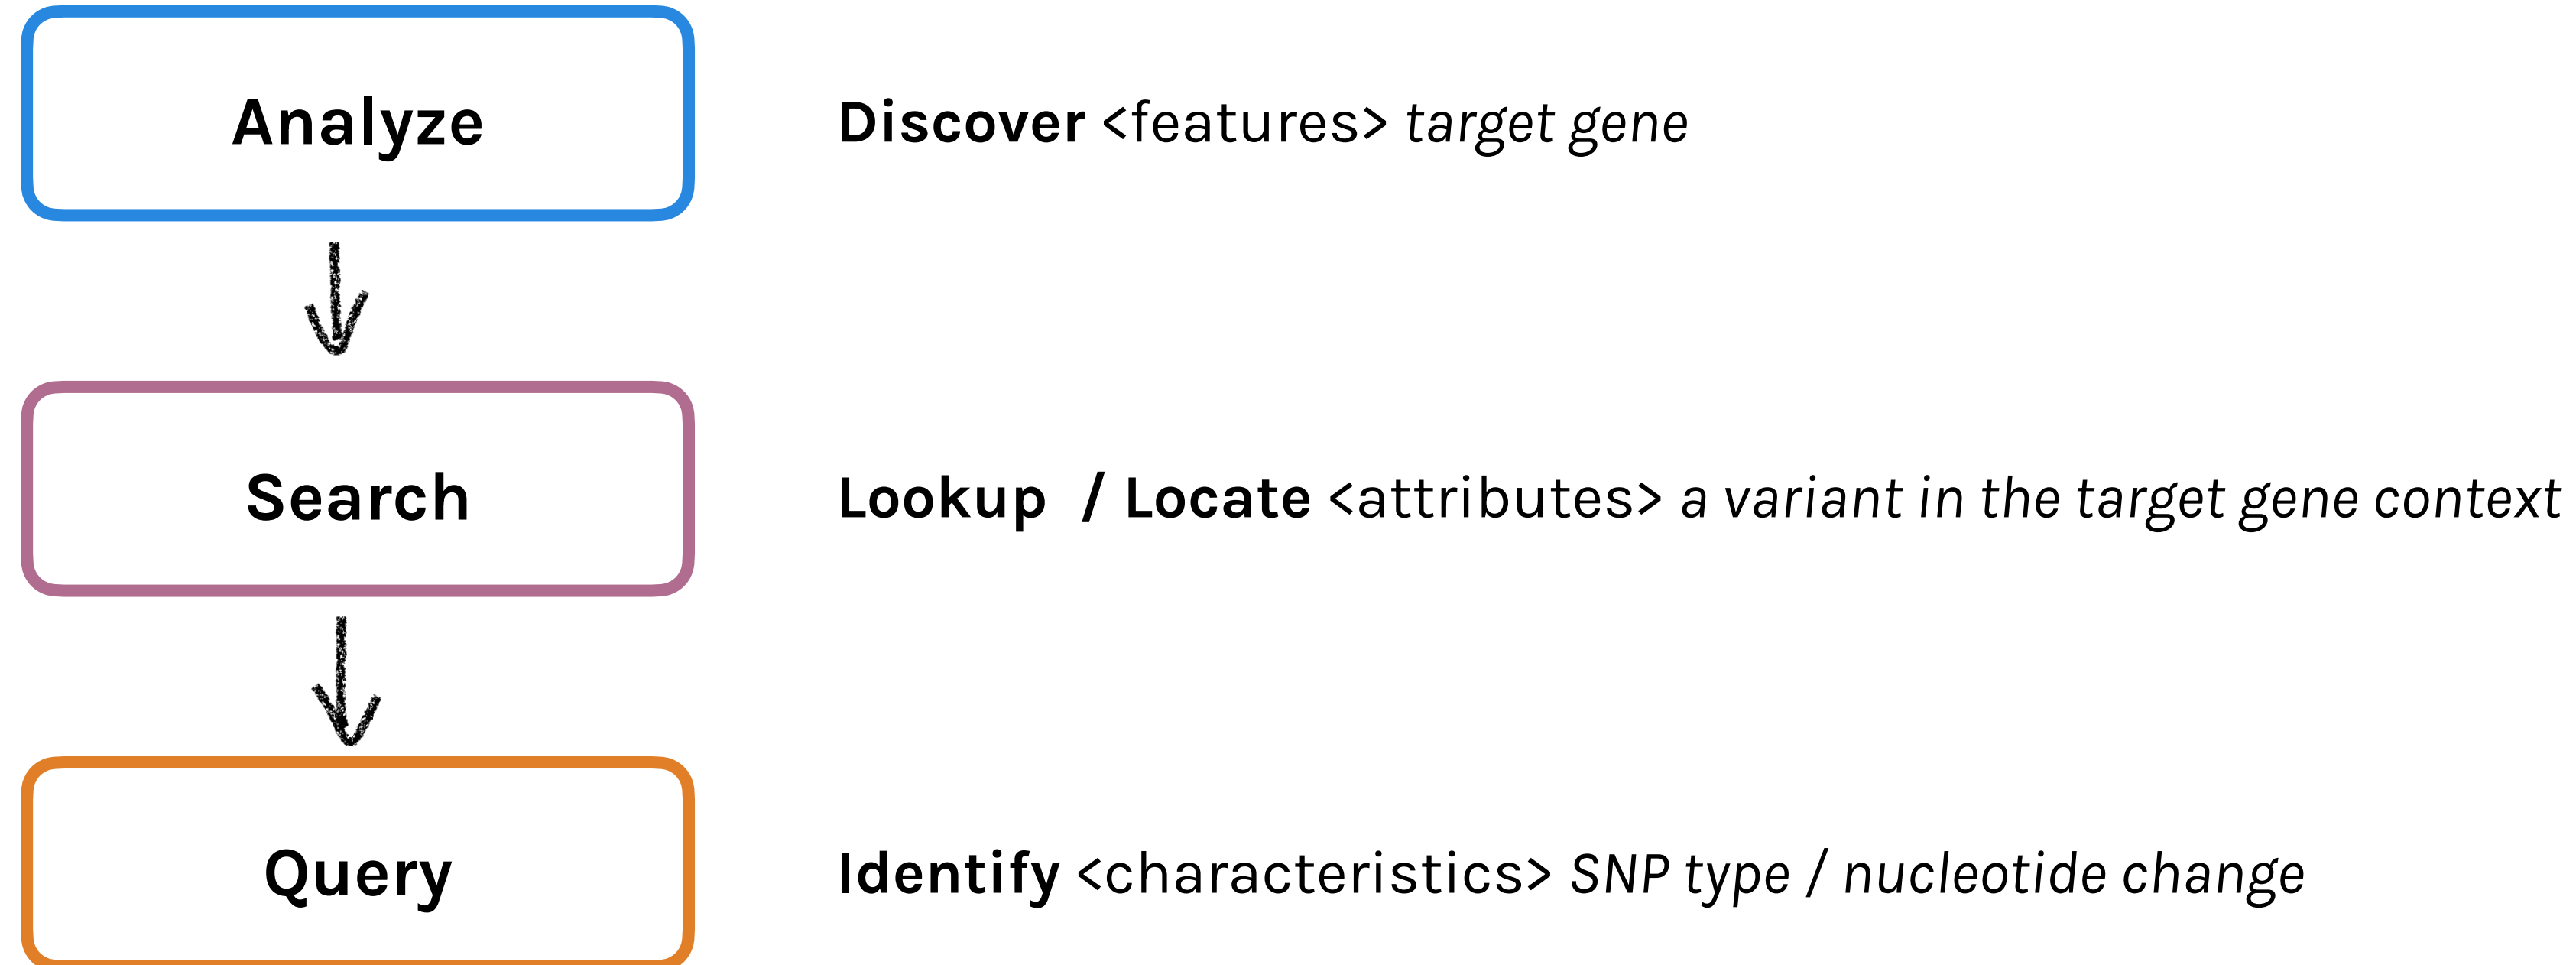 Analyze
Discover <features> target gene
Search
Lookup / Locate <attributes> a variant in the target gene context
Query
Identify <characteristics> SNP type / nucleotide change